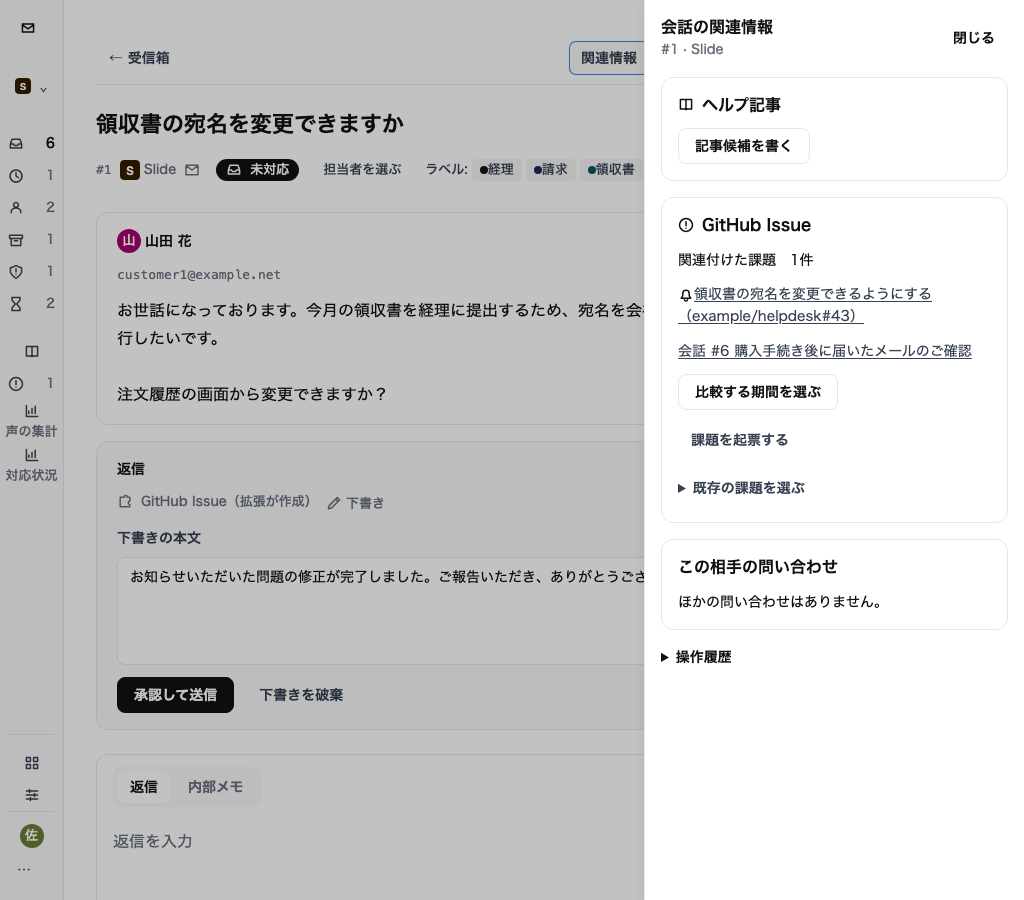 S
6
1
2
1
1
2
1
声の集計
対応状況
佐
…
← 受信箱
関連情報
領収書の宛名を変更できますか
#1 S Slide 未対応 担当者を選ぶ ラベル: 経理 請求 領収書
山 山田 花
customer1@example.net
お世話になっております。今月の領収書を経理に提出するため、宛名を会
行したいです。
注文履歴の画面から変更できますか？
返信
GitHub Issue（拡張が作成） 下書き
下書きの本文
お知らせいただいた問題の修正が完了しました。ご報告いただき、ありがとうご
承認して送信 下書きを破棄
返信 内部メモ
返信を入力
会話の関連情報
#1 · Slide
閉じる
ヘルプ記事
記事候補を書く
GitHub Issue
関連付けた課題 1件
領収書の宛名を変更できるようにする
（example/helpdesk#43）
会話 #6 購入手続き後に届いたメールのご確認
比較する期間を選ぶ
課題を起票する
▶ 既存の課題を選ぶ
この相手の問い合わせ
ほかの問い合わせはありません。
▶ 操作履歴